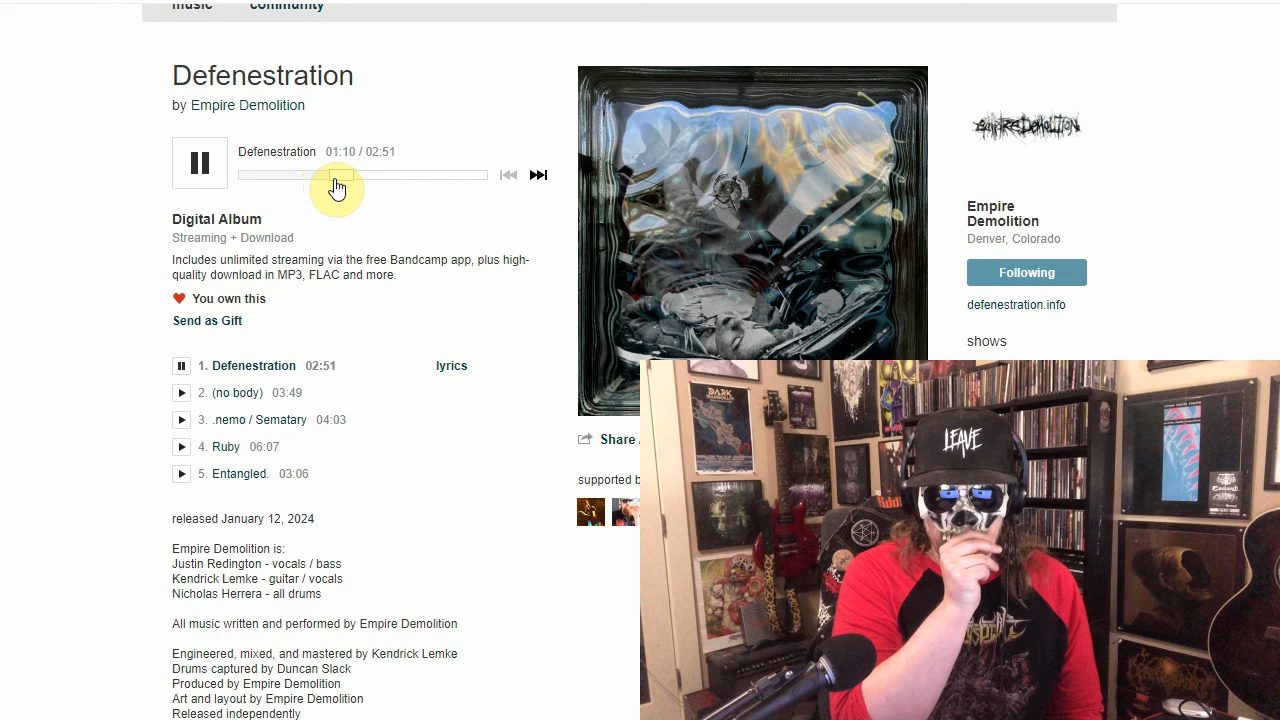 music community
Defenestration
by Empire Demolition
Defenestration 01:10 / 02:51
Digital Album
Streaming + Download
Includes unlimited streaming via the free Bandcamp app, plus high-
quality download in MP3, FLAC and more.
You own this
Send as Gift
1. Defenestration 02:51 lyrics
2. (no body) 03:49
3. .nemo / Sematary 04:03
4. Ruby 06:07
5. Entangled. 03:06
released January 12, 2024
Empire Demolition is:
Justin Redington - vocals / bass
Kendrick Lemke - guitar / vocals
Nicholas Herrera - all drums
All music written and performed by Empire Demolition
Engineered, mixed, and mastered by Kendrick Lemke
Drums captured by Duncan Slack
Produced by Empire Demolition
Art and layout by Empire Demolition
Released independently
Share
supported b
EMPIRE DEMOLITION
Empire
Demolition
Denver, Colorado
Following
defenestration.info
shows
DARK
LEAVE